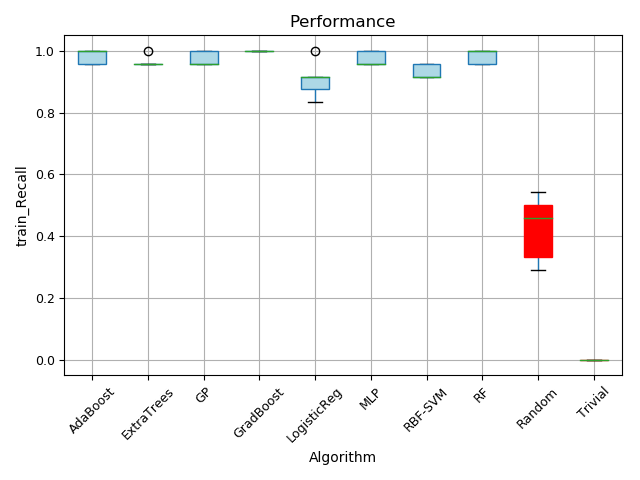 Performance
train_Recall
1.0
0.8
0.6
0.4
0.2
0.0
AdaBoost
ExtraTrees
GP
GradBoost
LogisticReg
MLP
RBF-SVM
RF
Random
Trivial
Algorithm